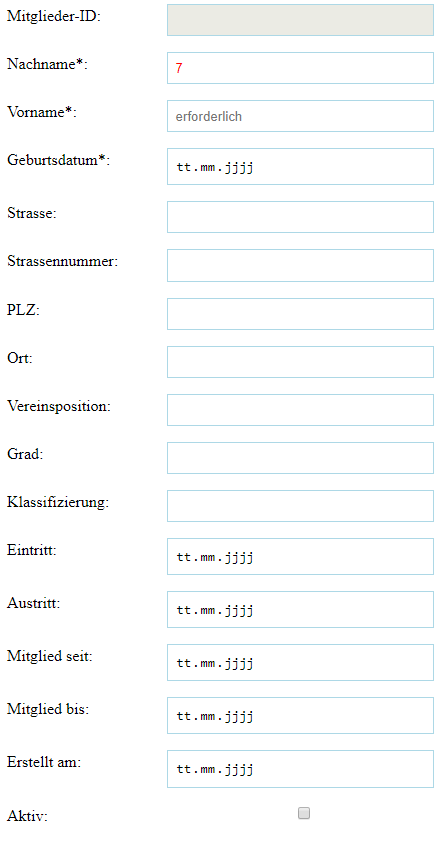 Mitglieder-ID:
Nachname*: 7
Vorname*: erforderlich
Geburtsdatum*: tt.mm.jjjj
Strasse:
Strassennummer:
PLZ:
Ort:
Vereinsposition:
Grad:
Klassifizierung:
Eintritt: tt.mm.jjjj
Austritt: tt.mm.jjjj
Mitglied seit: tt.mm.jjjj
Mitglied bis: tt.mm.jjjj
Erstellt am: tt.mm.jjjj
Aktiv: